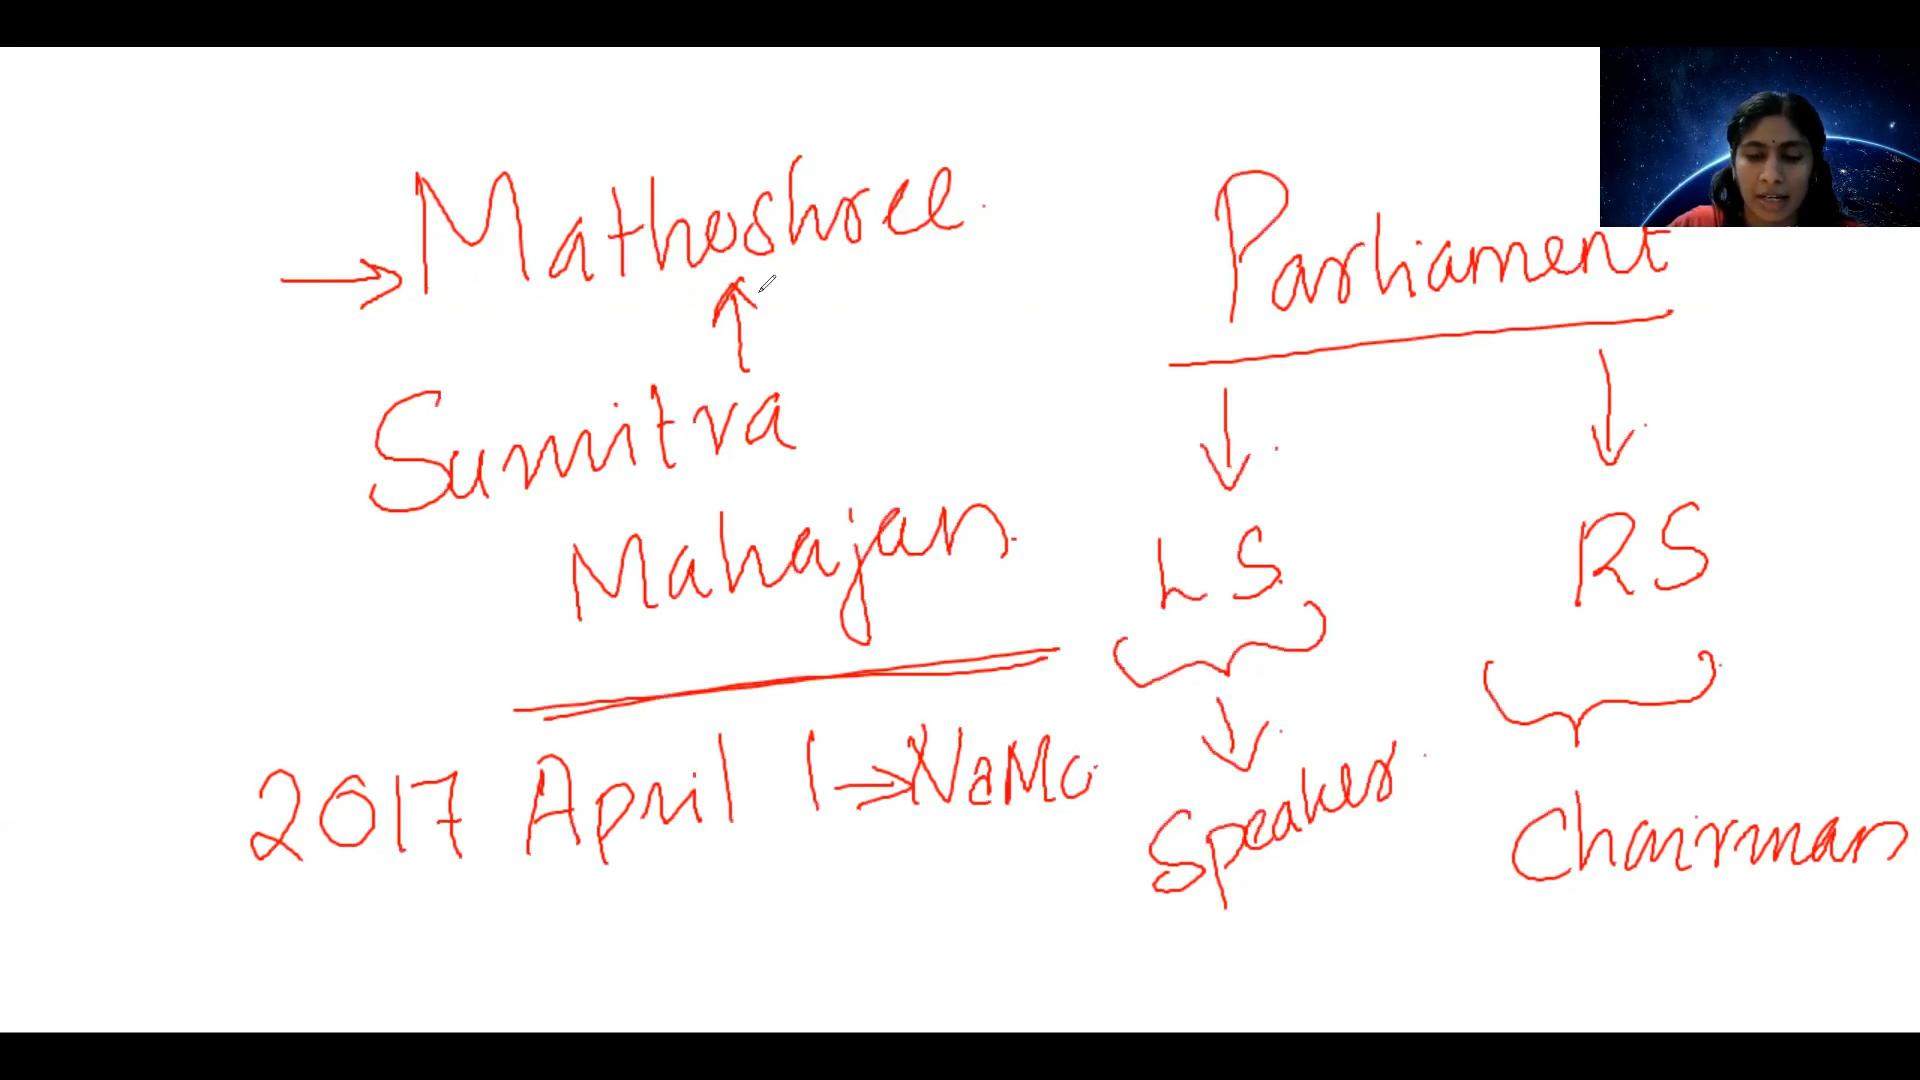 Mathoshree
Sumitra
Mahajan
2017 April 1 → NaMo
Parliament
LS RS
Speaker Chairman